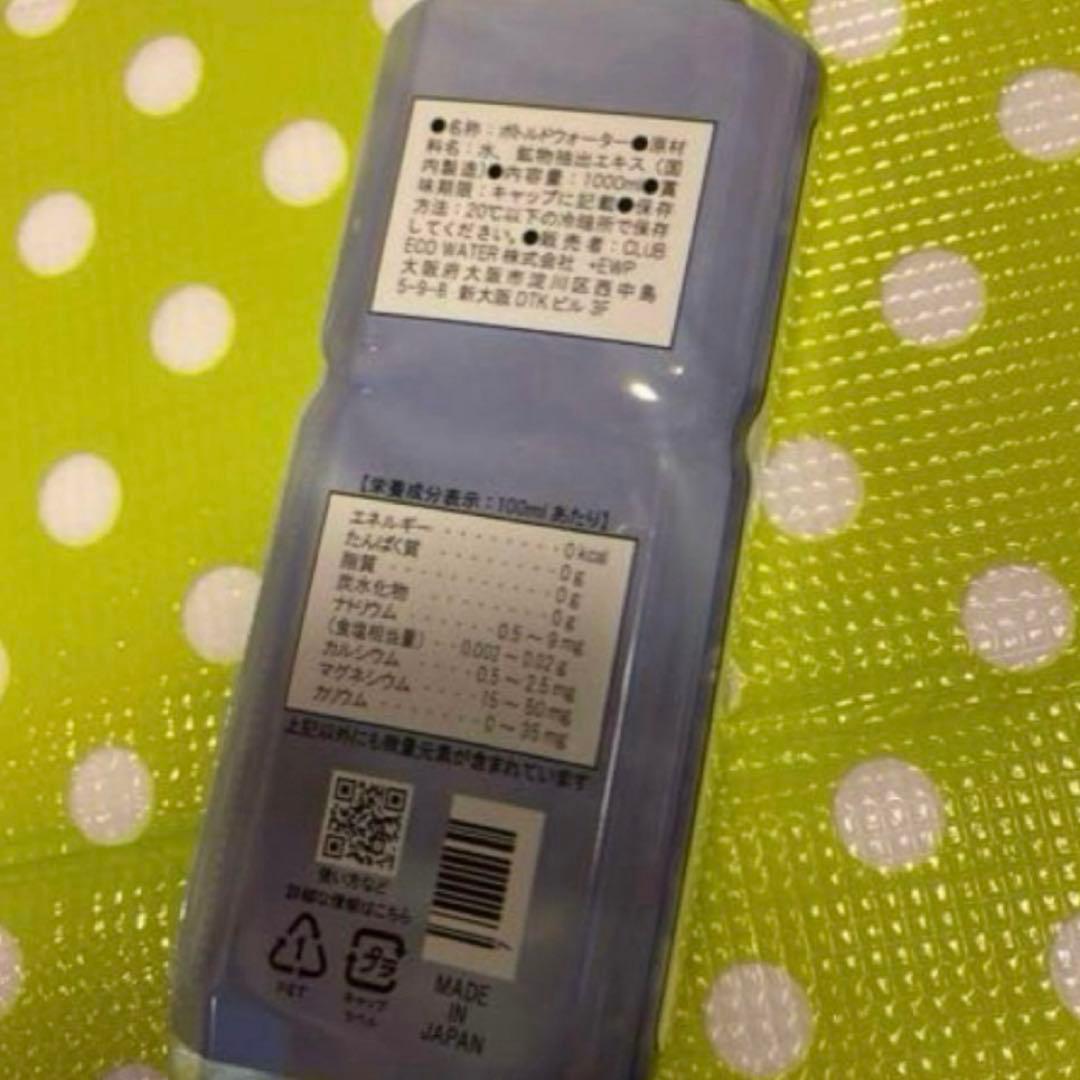 ●名称：ボトルドウォーター●原材
料名：水、鉱物抽出エキス（国
内製造）●内容量：1000ml●賞
味期限：キャップに記載●保存
方法：20℃以下の冷暗所で保存
してください。●販売者：CLUB
ECO WATER株式会社 +EWP
大阪府大阪市淀川区西中島
5-9-8 新大阪DTKビル3F
【栄養成分表示：100mlあたり】
エネルギー・・・・・・・・0kcal
たんぱく質・・・・・・・・0g
脂質・・・・・・・・・・0g
炭水化物・・・・・・・・0g
ナトリウム・・・・・0.5～9mg
（食塩相当量）・・0.002～0.02g
カルシウム・・・・0.5～2.5mg
マグネシウム・・・・15～50mg
カリウム・・・・・・・0～35mg
上記以外にも微量元素が含まれています
使い方など
詳細な情報はこちら
1
PET
プラ
キャップ
ラベル
MADE
IN
JAPAN